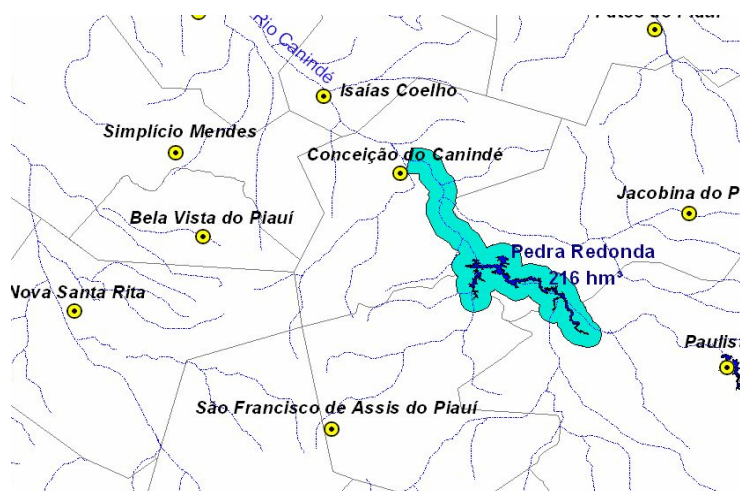 Rio Canindé
Isaías Coelho
Simplício Mendes
Conceição do Canindé
Jacobina do P
Bela Vista do Piauí
Pedra Redonda
216 hm³
Nova Santa Rita
Paulist
São Francisco de Assis do Piauí